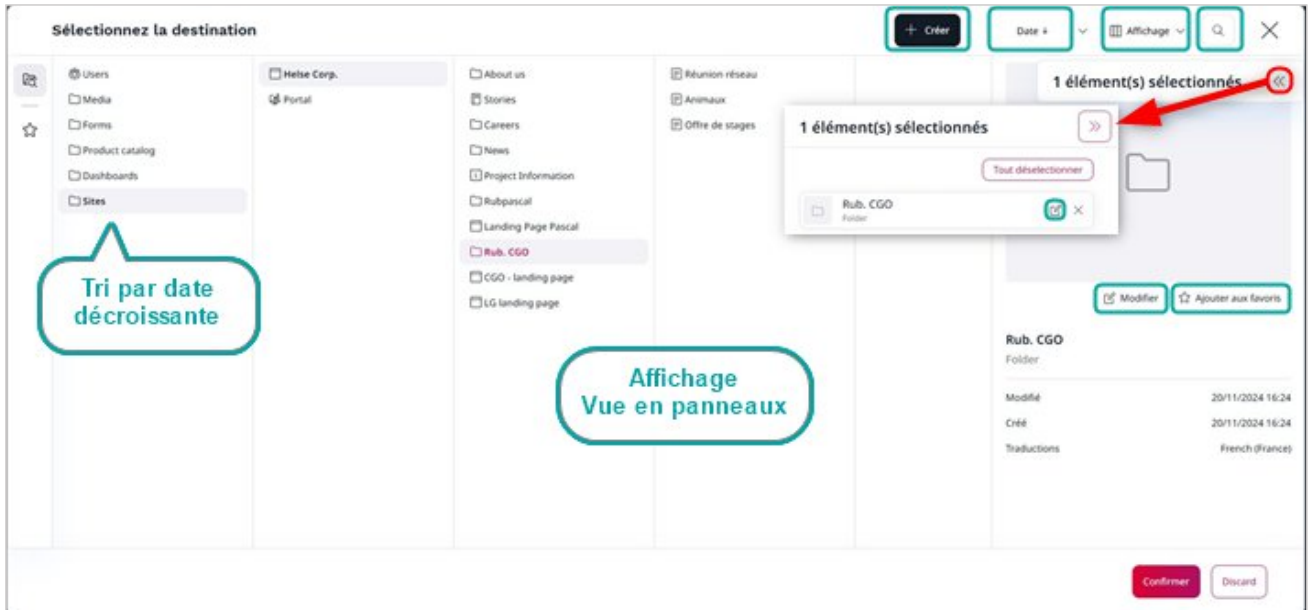 Sélectionnez la destination
+ Créer
Date ↓
Affichage
Users
Media
Forms
Product catalog
Dashboards
Sites
Helse Corp.
Portal
About us
Stories
Careers
News
Project Information
Rubpascal
Landing Page Pascal
Rub. CGO
CGO - landing page
LG landing page
Réunion réseau
Animaux
Offre de stages
1 élément(s) sélectionnés
1 élément(s) sélectionnés
Tout déselectionner
Rub. CGO
Folder
Tri par date
décroissante
Affichage
Vue en panneaux
Modifier
Ajouter aux favoris
Rub. CGO
Folder
Modifié 20/11/2024 16:24
Créé 20/11/2024 16:24
Traductions French (France)
Confirmer
Discard